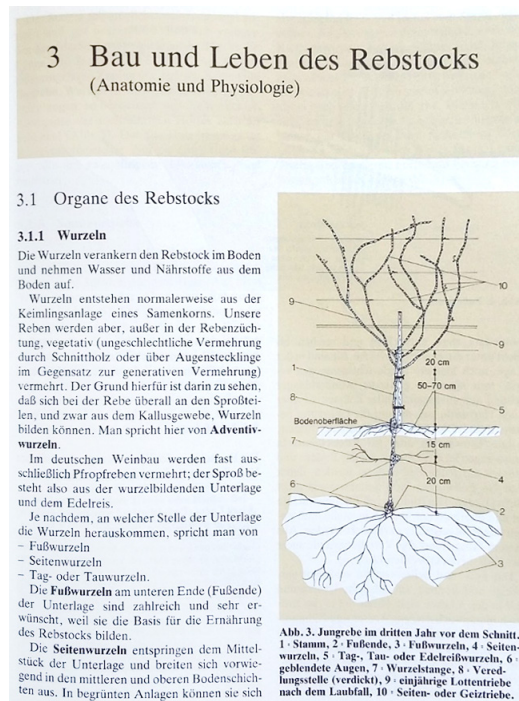 3 Bau und Leben des Rebstocks
(Anatomie und Physiologie)
3.1 Organe des Rebstocks
3.1.1 Wurzeln
Die Wurzeln verankern den Rebstock im Boden
und nehmen Wasser und Nährstoffe aus dem
Boden auf.
Wurzeln entstehen normalerweise aus der
Keimlingsanlage eines Samenkorns. Unsere
Reben werden aber, außer in der Rebenzüch-
tung, vegetativ (ungeschlechtliche Vermehrung
durch Schnittholz oder über Augenstecklinge
im Gegensatz zur generativen Vermehrung)
vermehrt. Der Grund hierfür ist darin zu sehen,
daß sich bei der Rebe überall an den Sproßtei-
len, und zwar aus dem Kallusgewebe, Wurzeln
bilden können. Man spricht hier von Adventiv-
wurzeln.
Im deutschen Weinbau werden fast aus-
schließlich Pfropfreben vermehrt; der Sproß be-
steht also aus der wurzelbildenden Unterlage
und dem Edelreis.
Je nachdem, an welcher Stelle der Unterlage
die Wurzeln herauskommen, spricht man von
– Fußwurzeln
– Seitenwurzeln
– Tag- oder Tauwurzeln.
Die Fußwurzeln am unteren Ende (Fußende)
der Unterlage sind zahlreich und sehr er-
wünscht, weil sie die Basis für die Ernährung
des Rebstocks bilden.
Die Seitenwurzeln entspringen dem Mittel-
stück der Unterlage und breiten sich vorwie-
gend in den mittleren und oberen Bodenschich-
ten aus. In begrünten Anlagen können sie sich
10
9
9
20 cm
1
50–70 cm
8
5
Bodenoberfläche
7
15 cm
4
20 cm
6
2
3
Abb. 3. Jungrebe im dritten Jahr vor dem Schnitt.
1 = Stamm, 2 = Fußende, 3 = Fußwurzeln, 4 = Seiten-
wurzeln, 5 = Tag-, Tau- oder Edelreißwurzeln, 6 =
geblendete Augen, 7 = Wurzelstange, 8 = Vered-
lungsstelle (verdickt), 9 = einjährige Lottentriebe
nach dem Laubfall, 10 = Seiten- oder Geiztriebe.